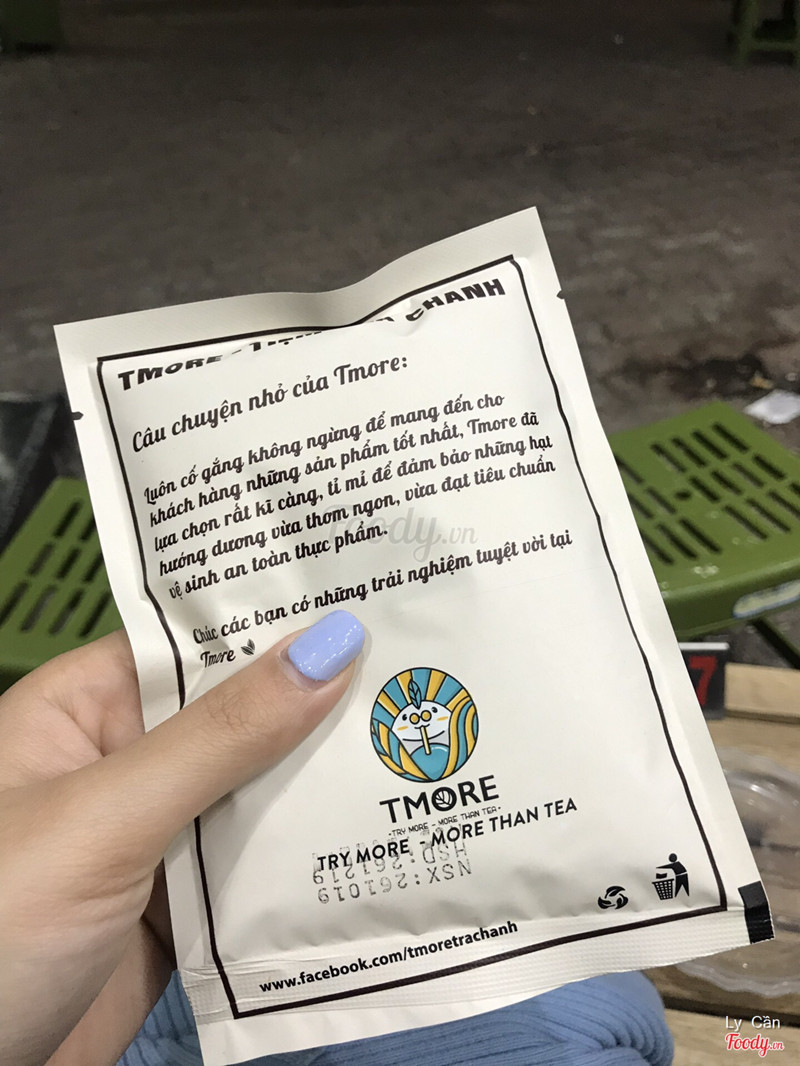 TMORE - TIỆM TRÀ CHANH
Câu chuyện nhỏ của Tmore:
Luôn cố gắng không ngừng để mang đến cho
khách hàng những sản phẩm tốt nhất, Tmore đã
lựa chọn rất kĩ càng, tỉ mỉ để đảm bảo những hạt
hướng dương vừa thơm ngon, vừa đạt tiêu chuẩn
vệ sinh an toàn thực phẩm.
Foody.vn
Chúc các bạn có những trải nghiệm tuyệt vời tại
Tmore
7
TMORE
•TRY MORE - MORE THAN TEA•
TRY MORE - MORE THAN TEA
HSD:261219
NSX:261019
www.facebook.com/tmoretrachanh
Ly Cần
Foody.vn